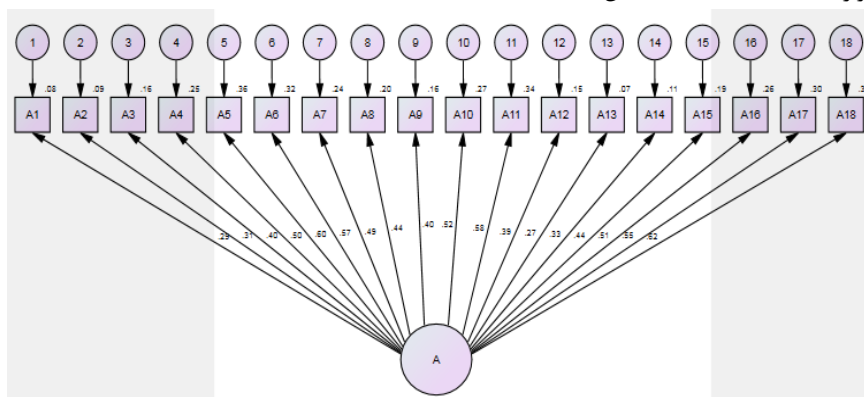 1 2 3 4 5 6 7 8 9 10 11 12 13 14 15 16 17 18
.08 .09 .16 .25 .36 .32 .24 .20 .16 .27 .34 .15 .07 .11 .19 .26 .30
A1 A2 A3 A4 A5 A6 A7 A8 A9 A10 A11 A12 A13 A14 A15 A16 A17 A18
.29 .31 .40 .50 .60 .57 .49 .44 .40 .52 .58 .39 .27 .33 .44 .51 .55 .62
A